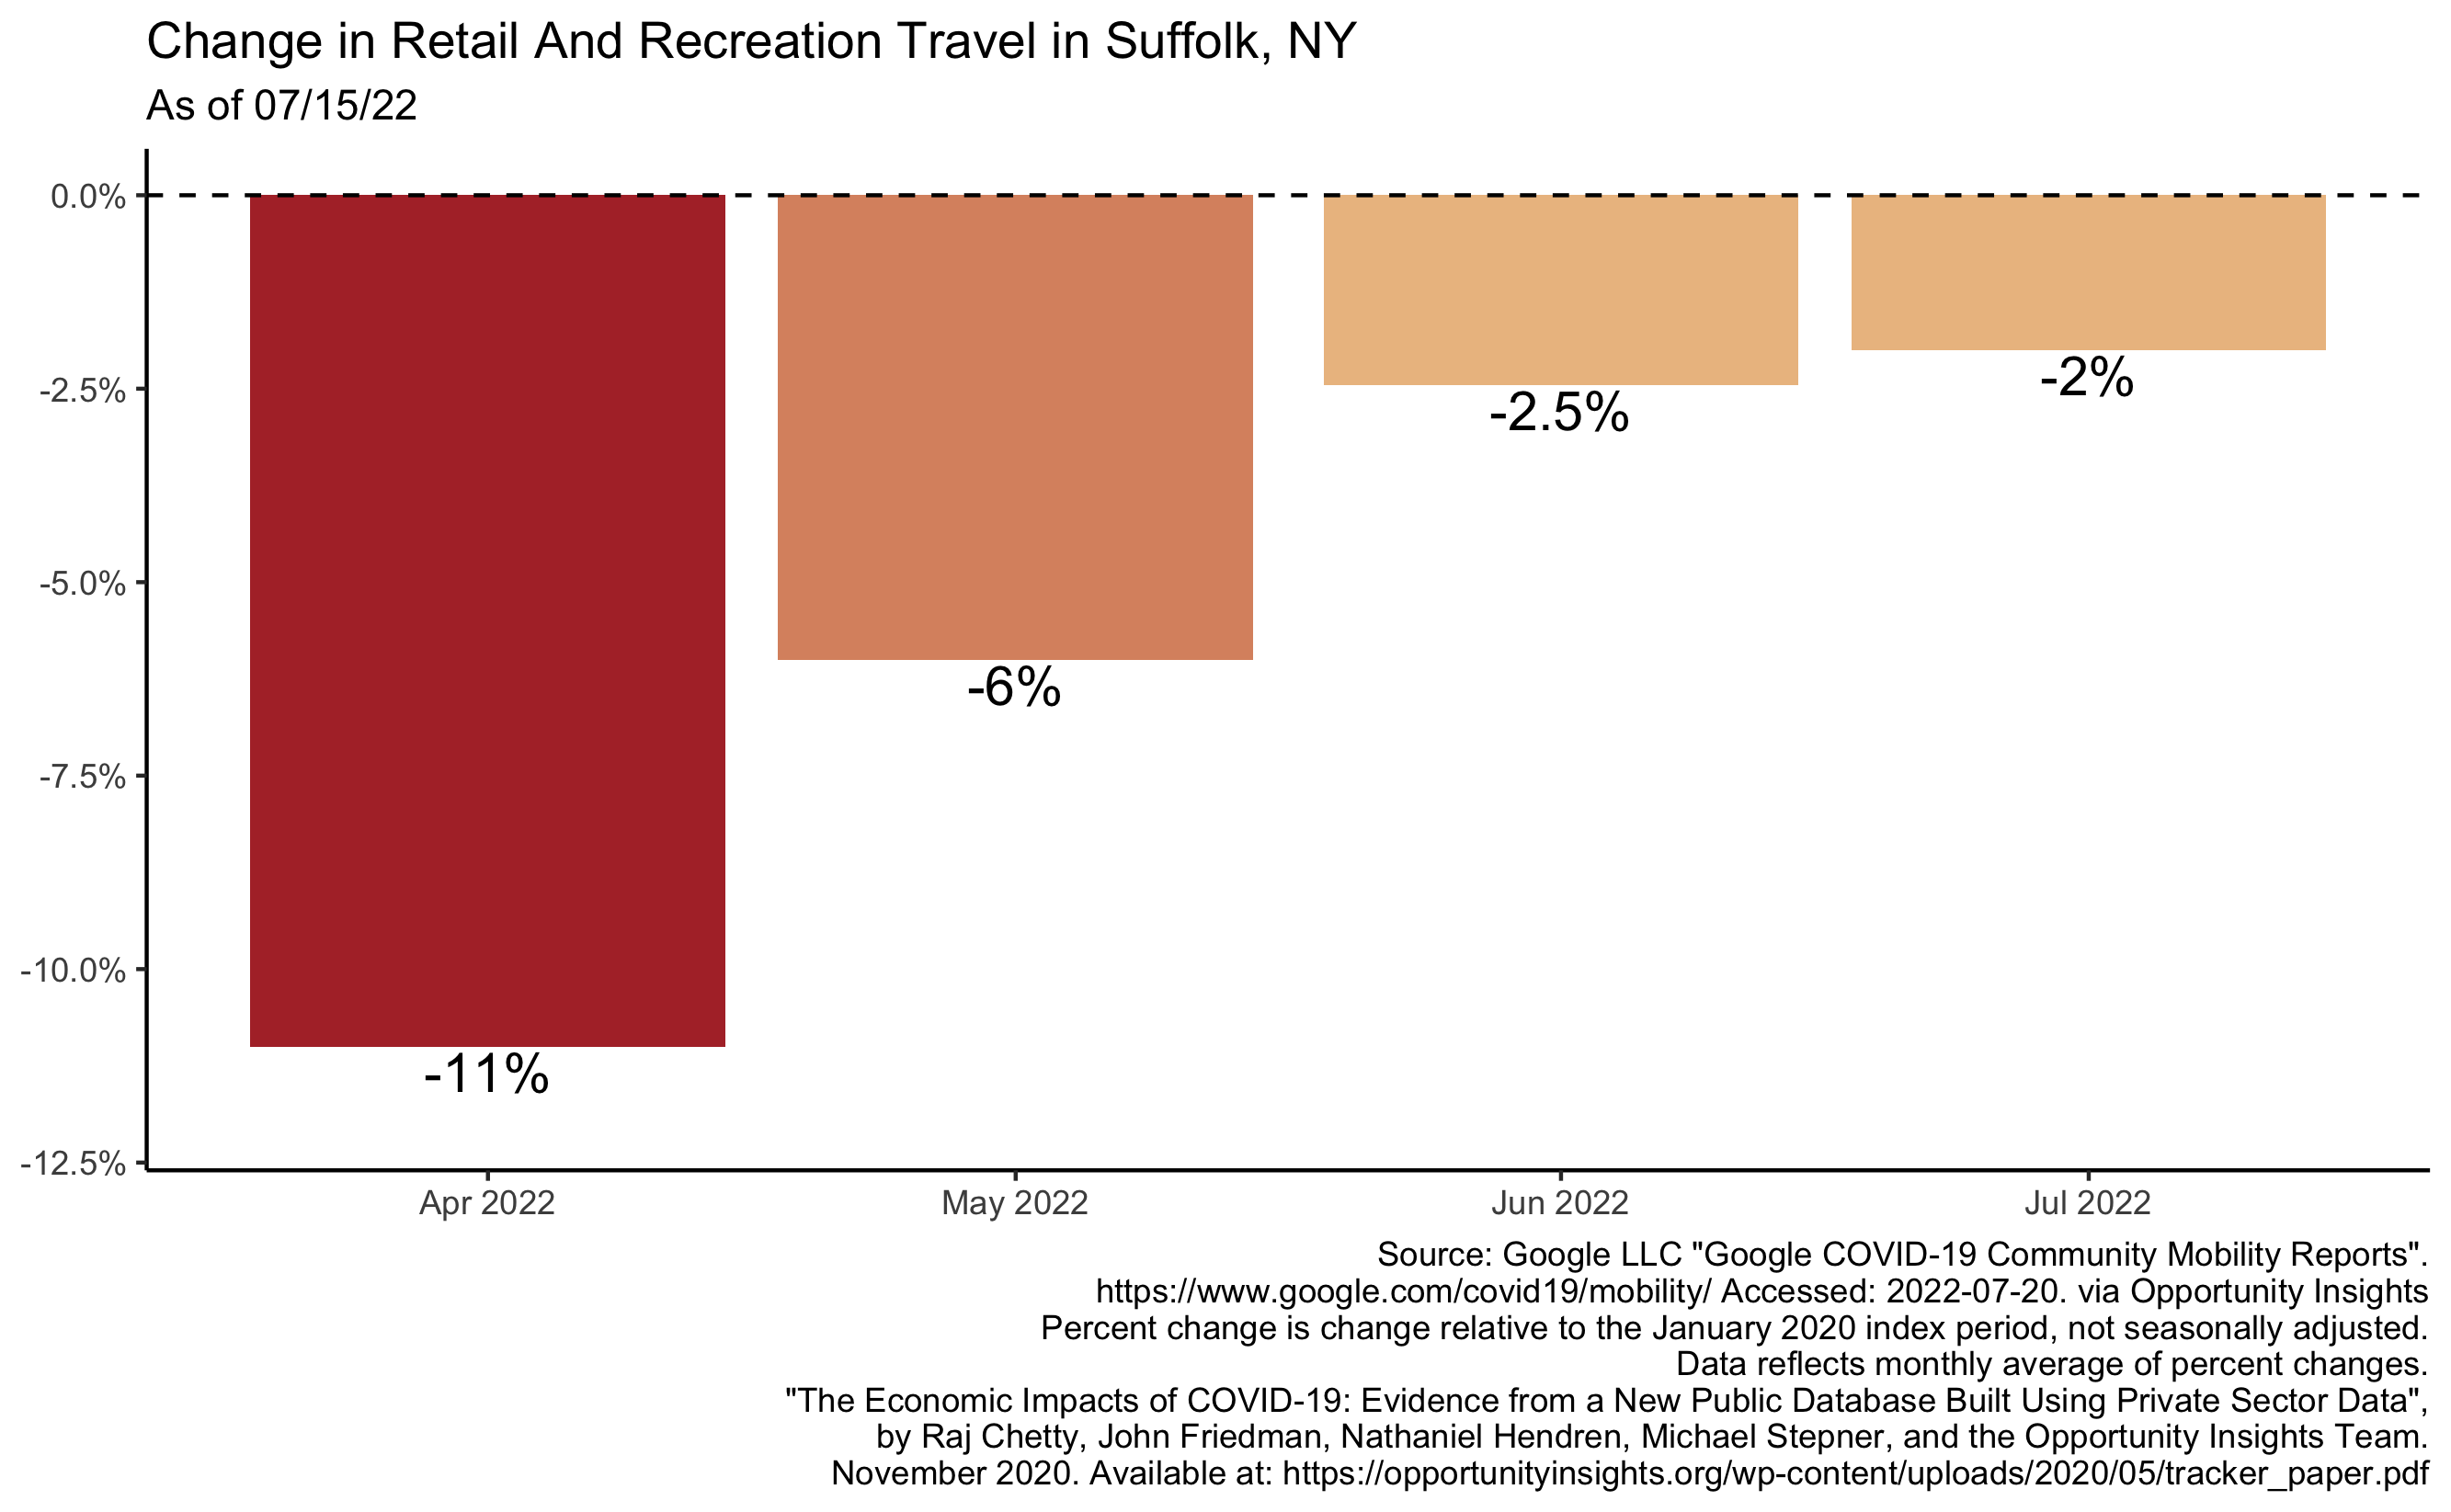 Change in Retail And Recreation Travel in Suffolk, NY
As of 07/15/22
0.0%
-2.5%
-5.0%
-7.5%
-10.0%
-12.5%
-11%
-6%
-2.5%
-2%
Apr 2022
May 2022
Jun 2022
Jul 2022
Source: Google LLC "Google COVID-19 Community Mobility Reports".
https://www.google.com/covid19/mobility/ Accessed: 2022-07-20. via Opportunity Insights
Percent change is change relative to the January 2020 index period, not seasonally adjusted.
Data reflects monthly average of percent changes.
"The Economic Impacts of COVID-19: Evidence from a New Public Database Built Using Private Sector Data",
by Raj Chetty, John Friedman, Nathaniel Hendren, Michael Stepner, and the Opportunity Insights Team.
November 2020. Available at: https://opportunityinsights.org/wp-content/uploads/2020/05/tracker_paper.pdf